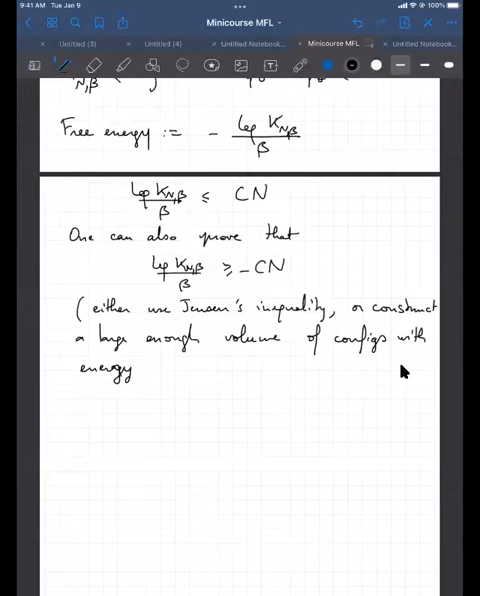 9:41 AM Tue Jan 9
100%
Minicourse MFL
Untitled (3)
Untitled (4)
Untitled Notebook...
Minicourse MFL
Untitled Notebook...
N,β
Free energy := - log K_{N,β} / β
log K_{N,β} / β ≤ CN
One can also prove that
log K_{N,β} / β ≥ -CN
( either use Jensen's inequality, or construct
a large enough volume of configs with
energy